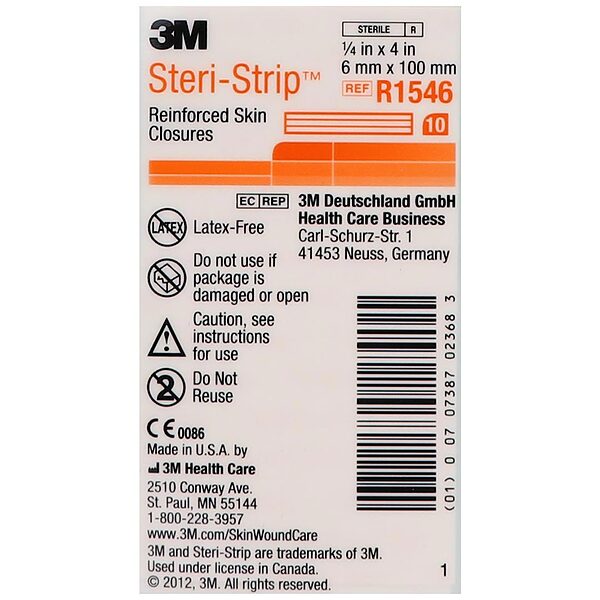 3M
STERILE R
Steri-Strip™
1/4 in x 4 in
6 mm x 100 mm
REF R1546
Reinforced Skin
Closures
10
EC REP 3M Deutschland GmbH
Health Care Business
Carl-Schurz-Str. 1
41453 Neuss, Germany
LATEX Latex-Free
Do not use if
package is
damaged or open
Caution, see
instructions
for use
2 Do Not
Reuse
CE 0086
Made in U.S.A. by
3M Health Care
2510 Conway Ave.
St. Paul, MN 55144
1-800-228-3957
www.3M.com/SkinWoundCare
3M and Steri-Strip are trademarks of 3M.
Used under license in Canada.
© 2012, 3M. All rights reserved.
(01) 0 07 07387 02368 3
1